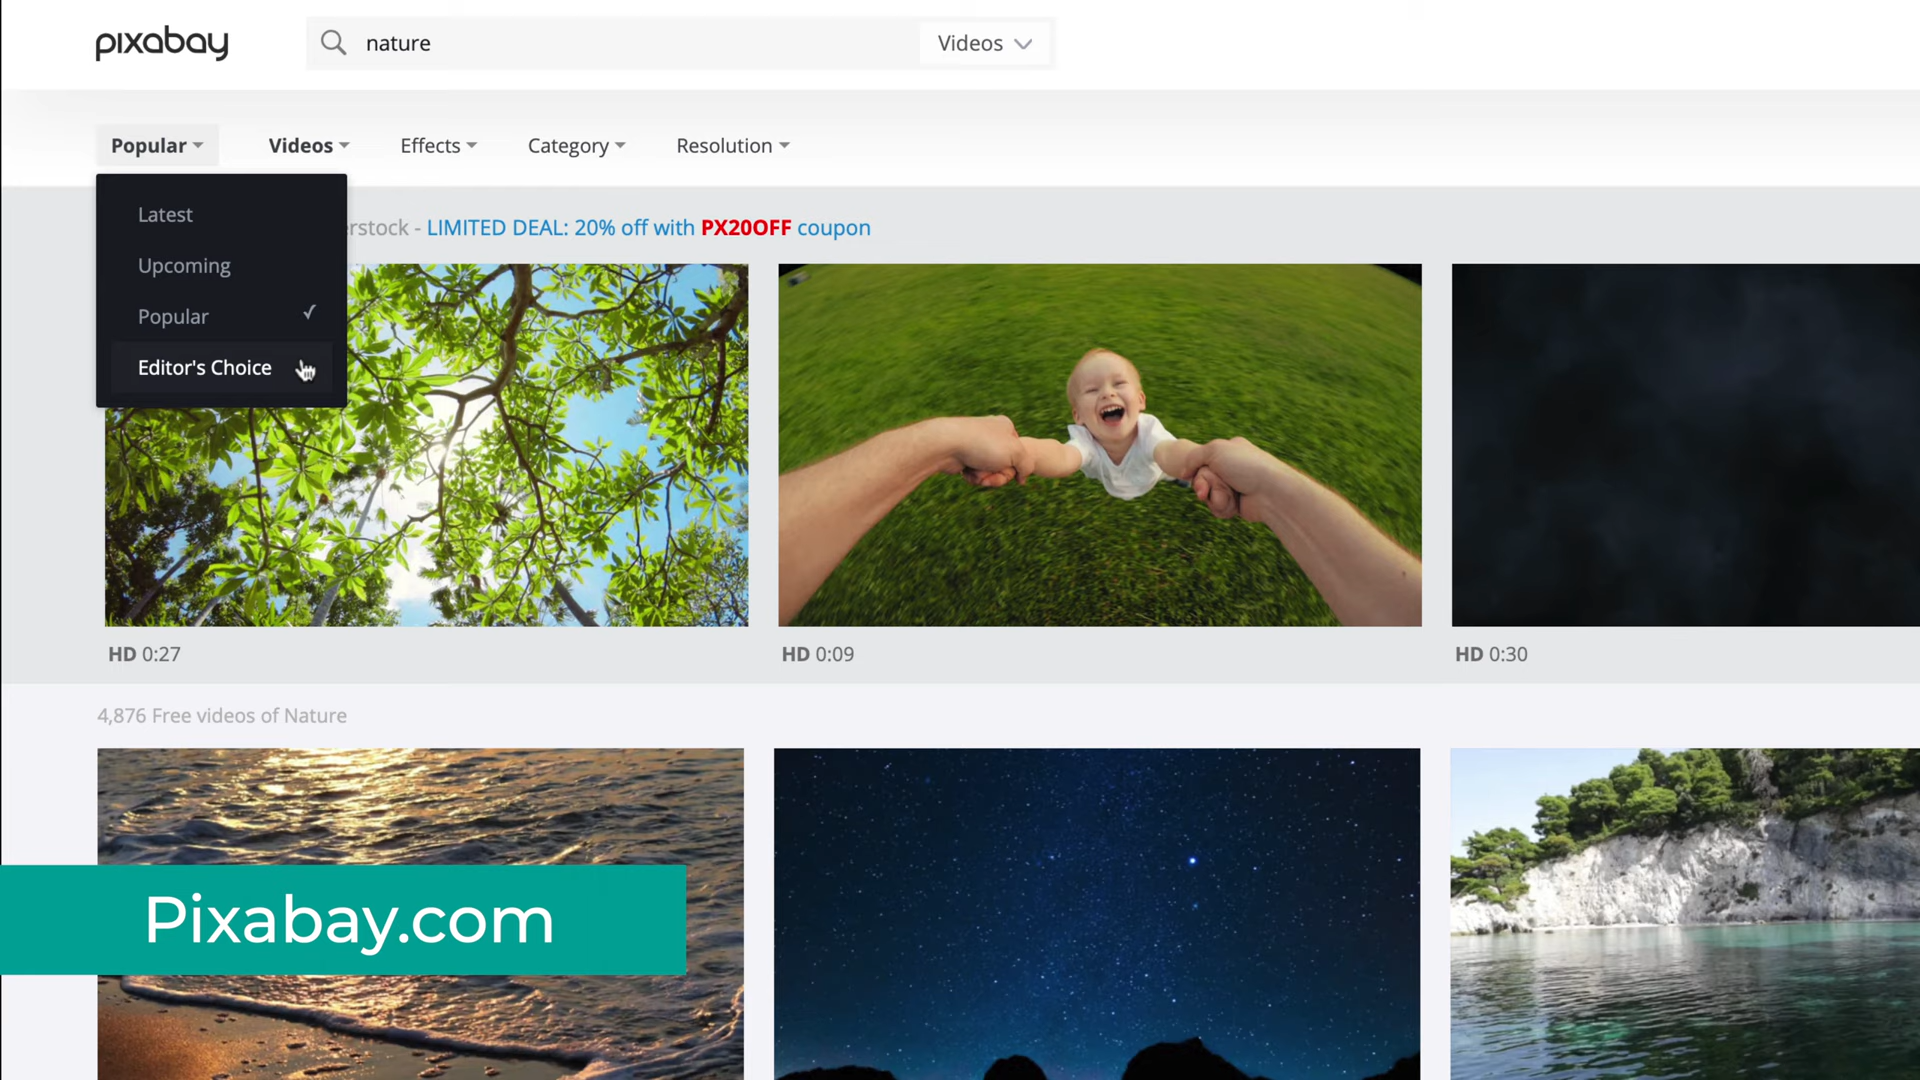 pixabay
nature
Videos
Popular Videos Effects Category Resolution
Latest
Upcoming
Popular
Editor's Choice
erstock - LIMITED DEAL: 20% off with PX20OFF coupon
HD 0:27
HD 0:09
HD 0:30
4,876 Free videos of Nature
Pixabay.com